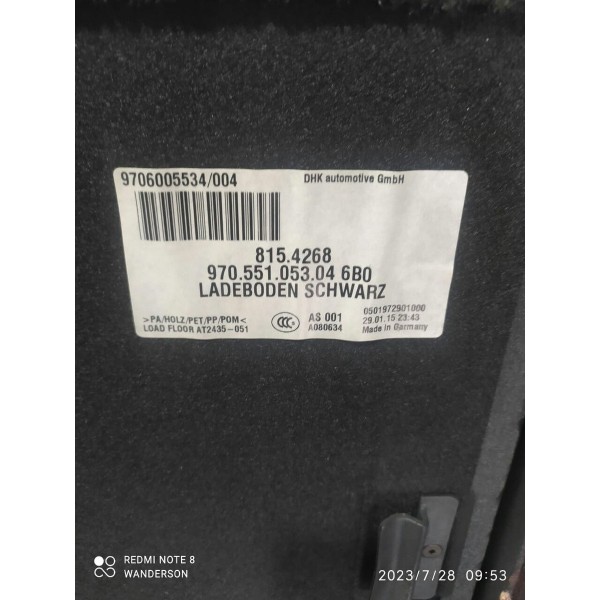 9706005534/004
DHK automotive GmbH
815.4268
970.551.053.04 6B0
LADEBODEN SCHWARZ
>PA/HOLZ/PET/PP/POM<
LOAD FLOOR AT2435-051
CCC
AS 001
A080634
0501972901000
29.01.15 23:43
Made in Germany
REDMI NOTE 8
WANDERSON
2023/7/28 09:53